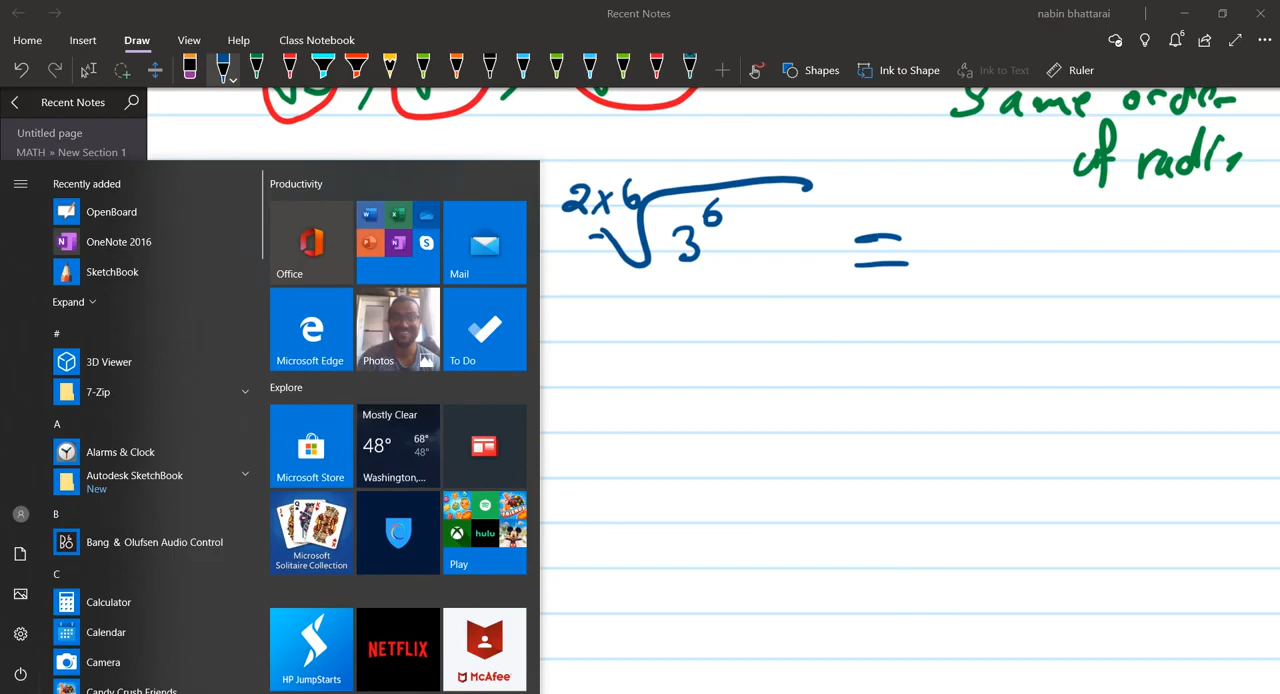 Recent Notes
nabin bhattarai
Home Insert Draw View Help Class Notebook
6
Shapes Ink to Shape Ink to Text Ruler
Recent Notes
Untitled page
MATH » New Section 1
same order
of
2×6√3^6 =
Recently added
OpenBoard
OneNote 2016
SketchBook
Expand
#
3D Viewer
7-Zip
A
Alarms & Clock
Autodesk SketchBook
New
B
Bang & Olufsen Audio Control
C
Calculator
Calendar
Camera
Candy Crush Friends
Productivity
Office
Mail
Microsoft Edge
Photos
To Do
Explore
Mostly Clear
48° 68°
48°
Washington,...
Microsoft Store
Microsoft
Solitaire Collection
hulu
Play
HP JumpStarts
NETFLIX
McAfee